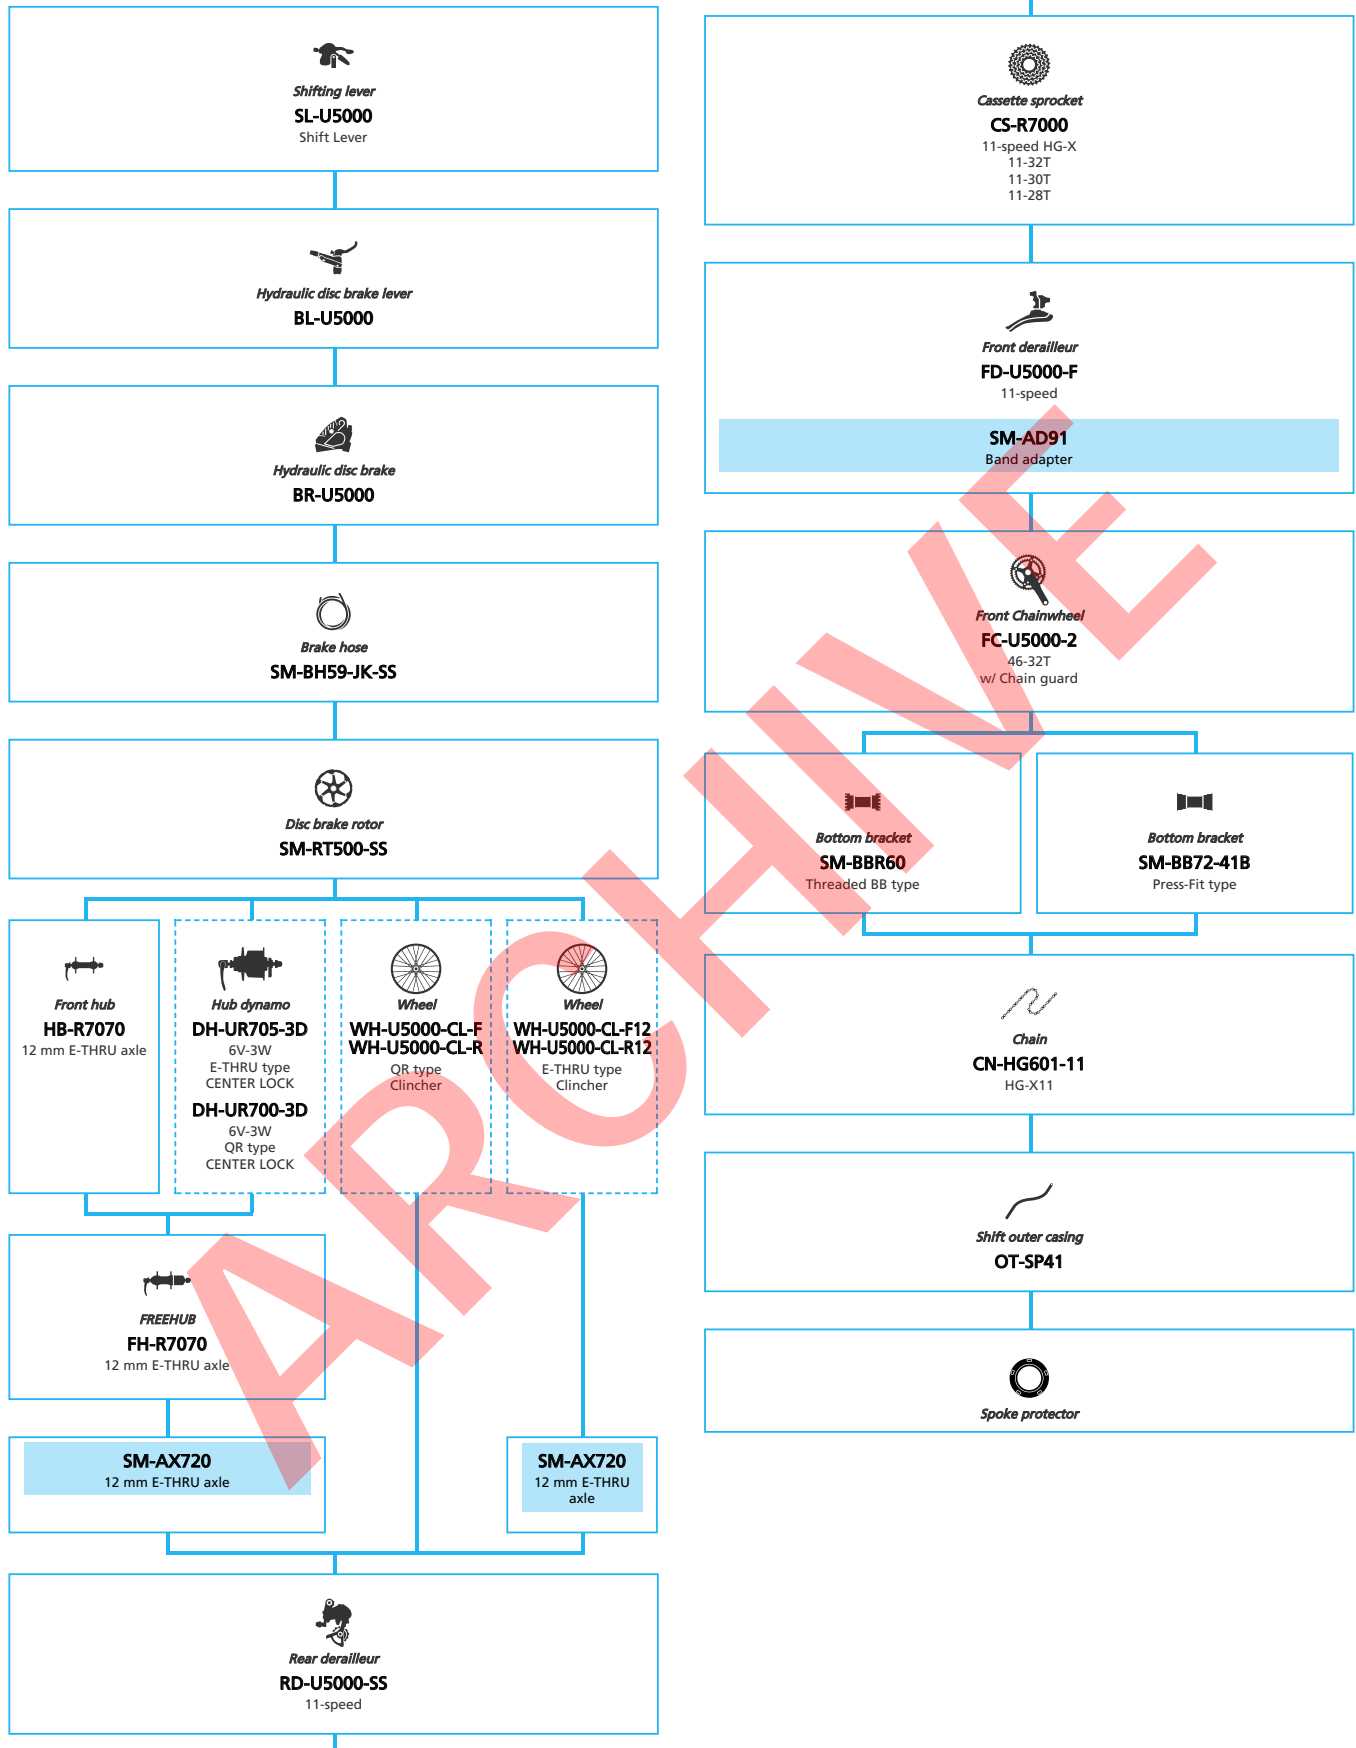 Shifting lever
SL-U5000
Shift Lever
Hydraulic disc brake lever
BL-U5000
Hydraulic disc brake
BR-U5000
Brake hose
SM-BH59-JK-SS
Disc brake rotor
SM-RT500-SS
Front hub
HB-R7070
12 mm E-THRU axle
Hub dynamo
DH-UR705-3D
6V-3W
E-THRU type
CENTER LOCK
DH-UR700-3D
6V-3W
QR type
CENTER LOCK
Wheel
WH-U5000-CL-F
WH-U5000-CL-R
QR type
Clincher
Wheel
WH-U5000-CL-F12
WH-U5000-CL-R12
E-THRU type
Clincher
FREEHUB
FH-R7070
12 mm E-THRU axle
SM-AX720
12 mm E-THRU axle
SM-AX720
12 mm E-THRU
axle
Rear derailleur
RD-U5000-SS
11-speed
Cassette sprocket
CS-R7000
11-speed HG-X
11-32T
11-30T
11-28T
Front derailleur
FD-U5000-F
11-speed
SM-AD91
Band adapter
Front Chainwheel
FC-U5000-2
46-32T
w/ Chain guard
Bottom bracket
SM-BBR60
Threaded BB type
Bottom bracket
SM-BB72-41B
Press-Fit type
Chain
CN-HG601-11
HG-X11
Shift outer casing
OT-SP41
Spoke protector
ARCHIVE